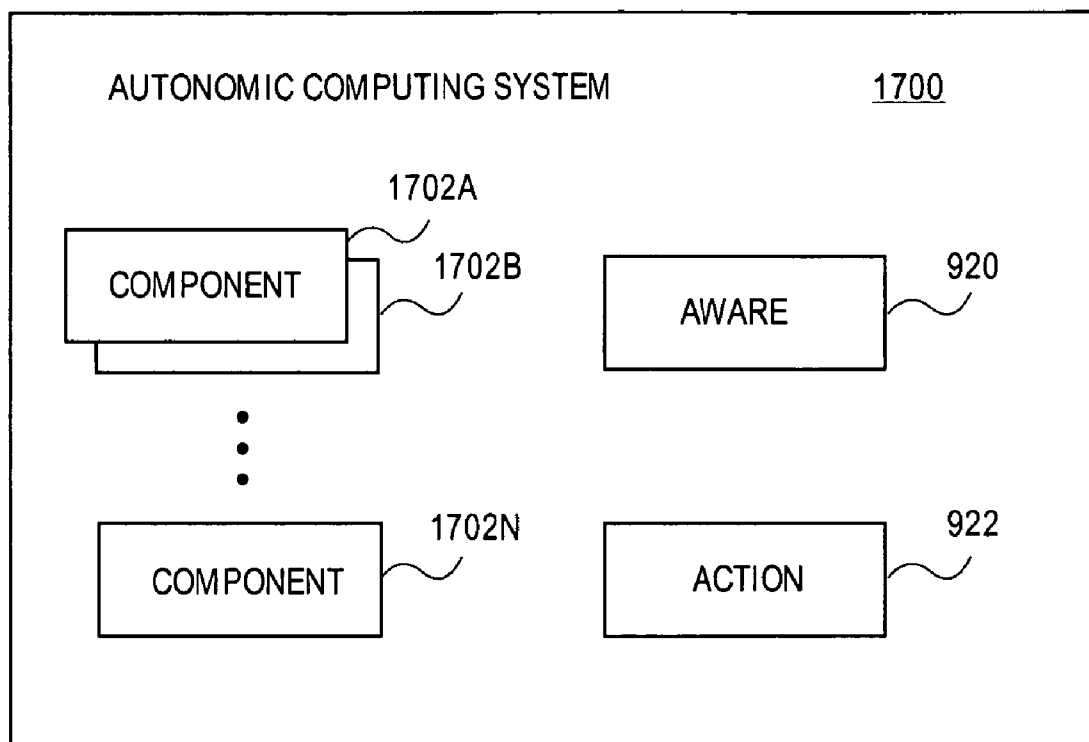 AUTONOMIC COMPUTING SYSTEM 1700
1702A
COMPONENT
1702B
AWARE
920
1702N
COMPONENT
ACTION
922